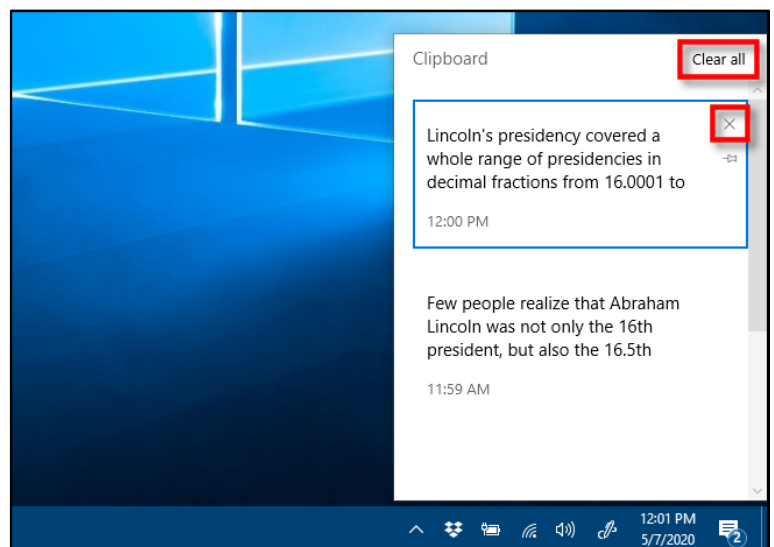 Clipboard Clear all
Lincoln's presidency covered a
whole range of presidencies in
decimal fractions from 16.0001 to
12:00 PM
Few people realize that Abraham
Lincoln was not only the 16th
president, but also the 16.5th
11:59 AM
12:01 PM
5/7/2020
2